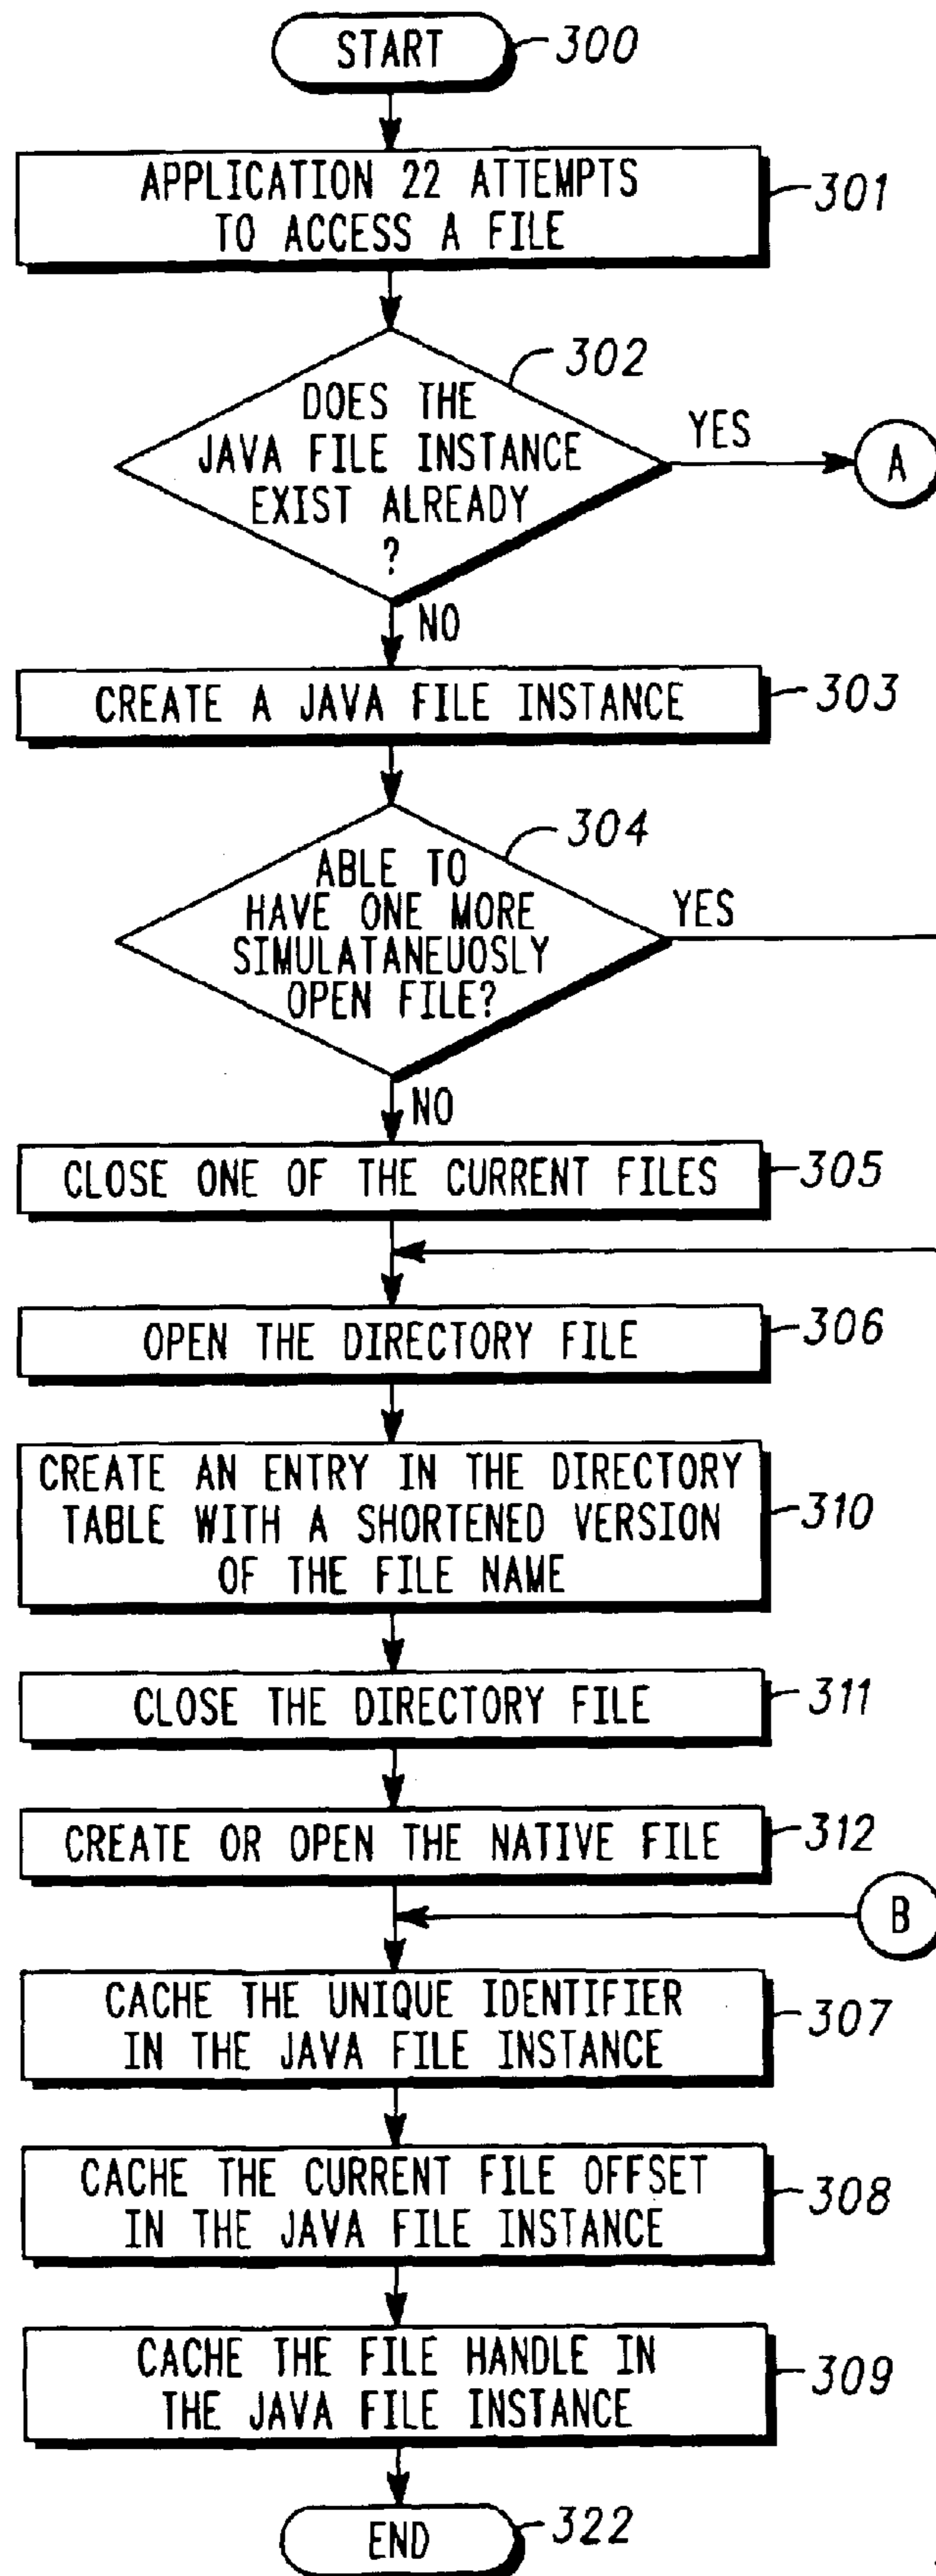 START
300
APPLICATION 22 ATTEMPTS
TO ACCESS A FILE
301
302
DOES THE
JAVA FILE INSTANCE
EXIST ALREADY
?
YES
A
NO
CREATE A JAVA FILE INSTANCE
303
304
ABLE TO
HAVE ONE MORE
SIMULATANEUOSLY
OPEN FILE?
YES
NO
CLOSE ONE OF THE CURRENT FILES
305
OPEN THE DIRECTORY FILE
306
CREATE AN ENTRY IN THE DIRECTORY
TABLE WITH A SHORTENED VERSION
OF THE FILE NAME
310
CLOSE THE DIRECTORY FILE
311
CREATE OR OPEN THE NATIVE FILE
312
B
CACHE THE UNIQUE IDENTIFIER
IN THE JAVA FILE INSTANCE
307
CACHE THE CURRENT FILE OFFSET
IN THE JAVA FILE INSTANCE
308
CACHE THE FILE HANDLE IN
THE JAVA FILE INSTANCE
309
END
322